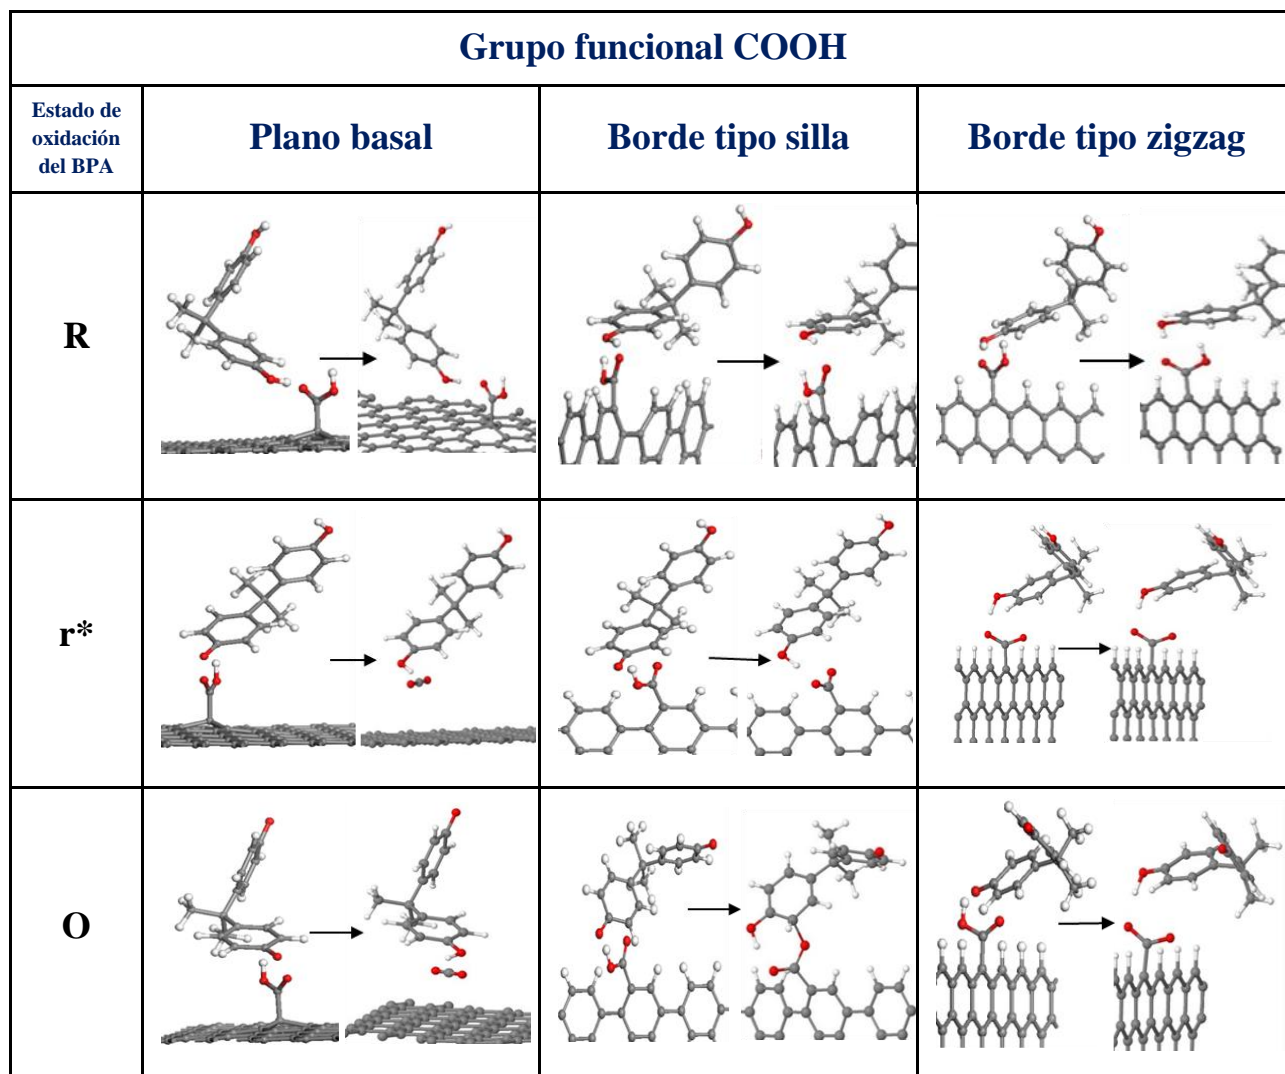 Grupo funcional COOH
Estado de
oxidación
del BPA
Plano basal
Borde tipo silla
Borde tipo zigzag
R
r*
O